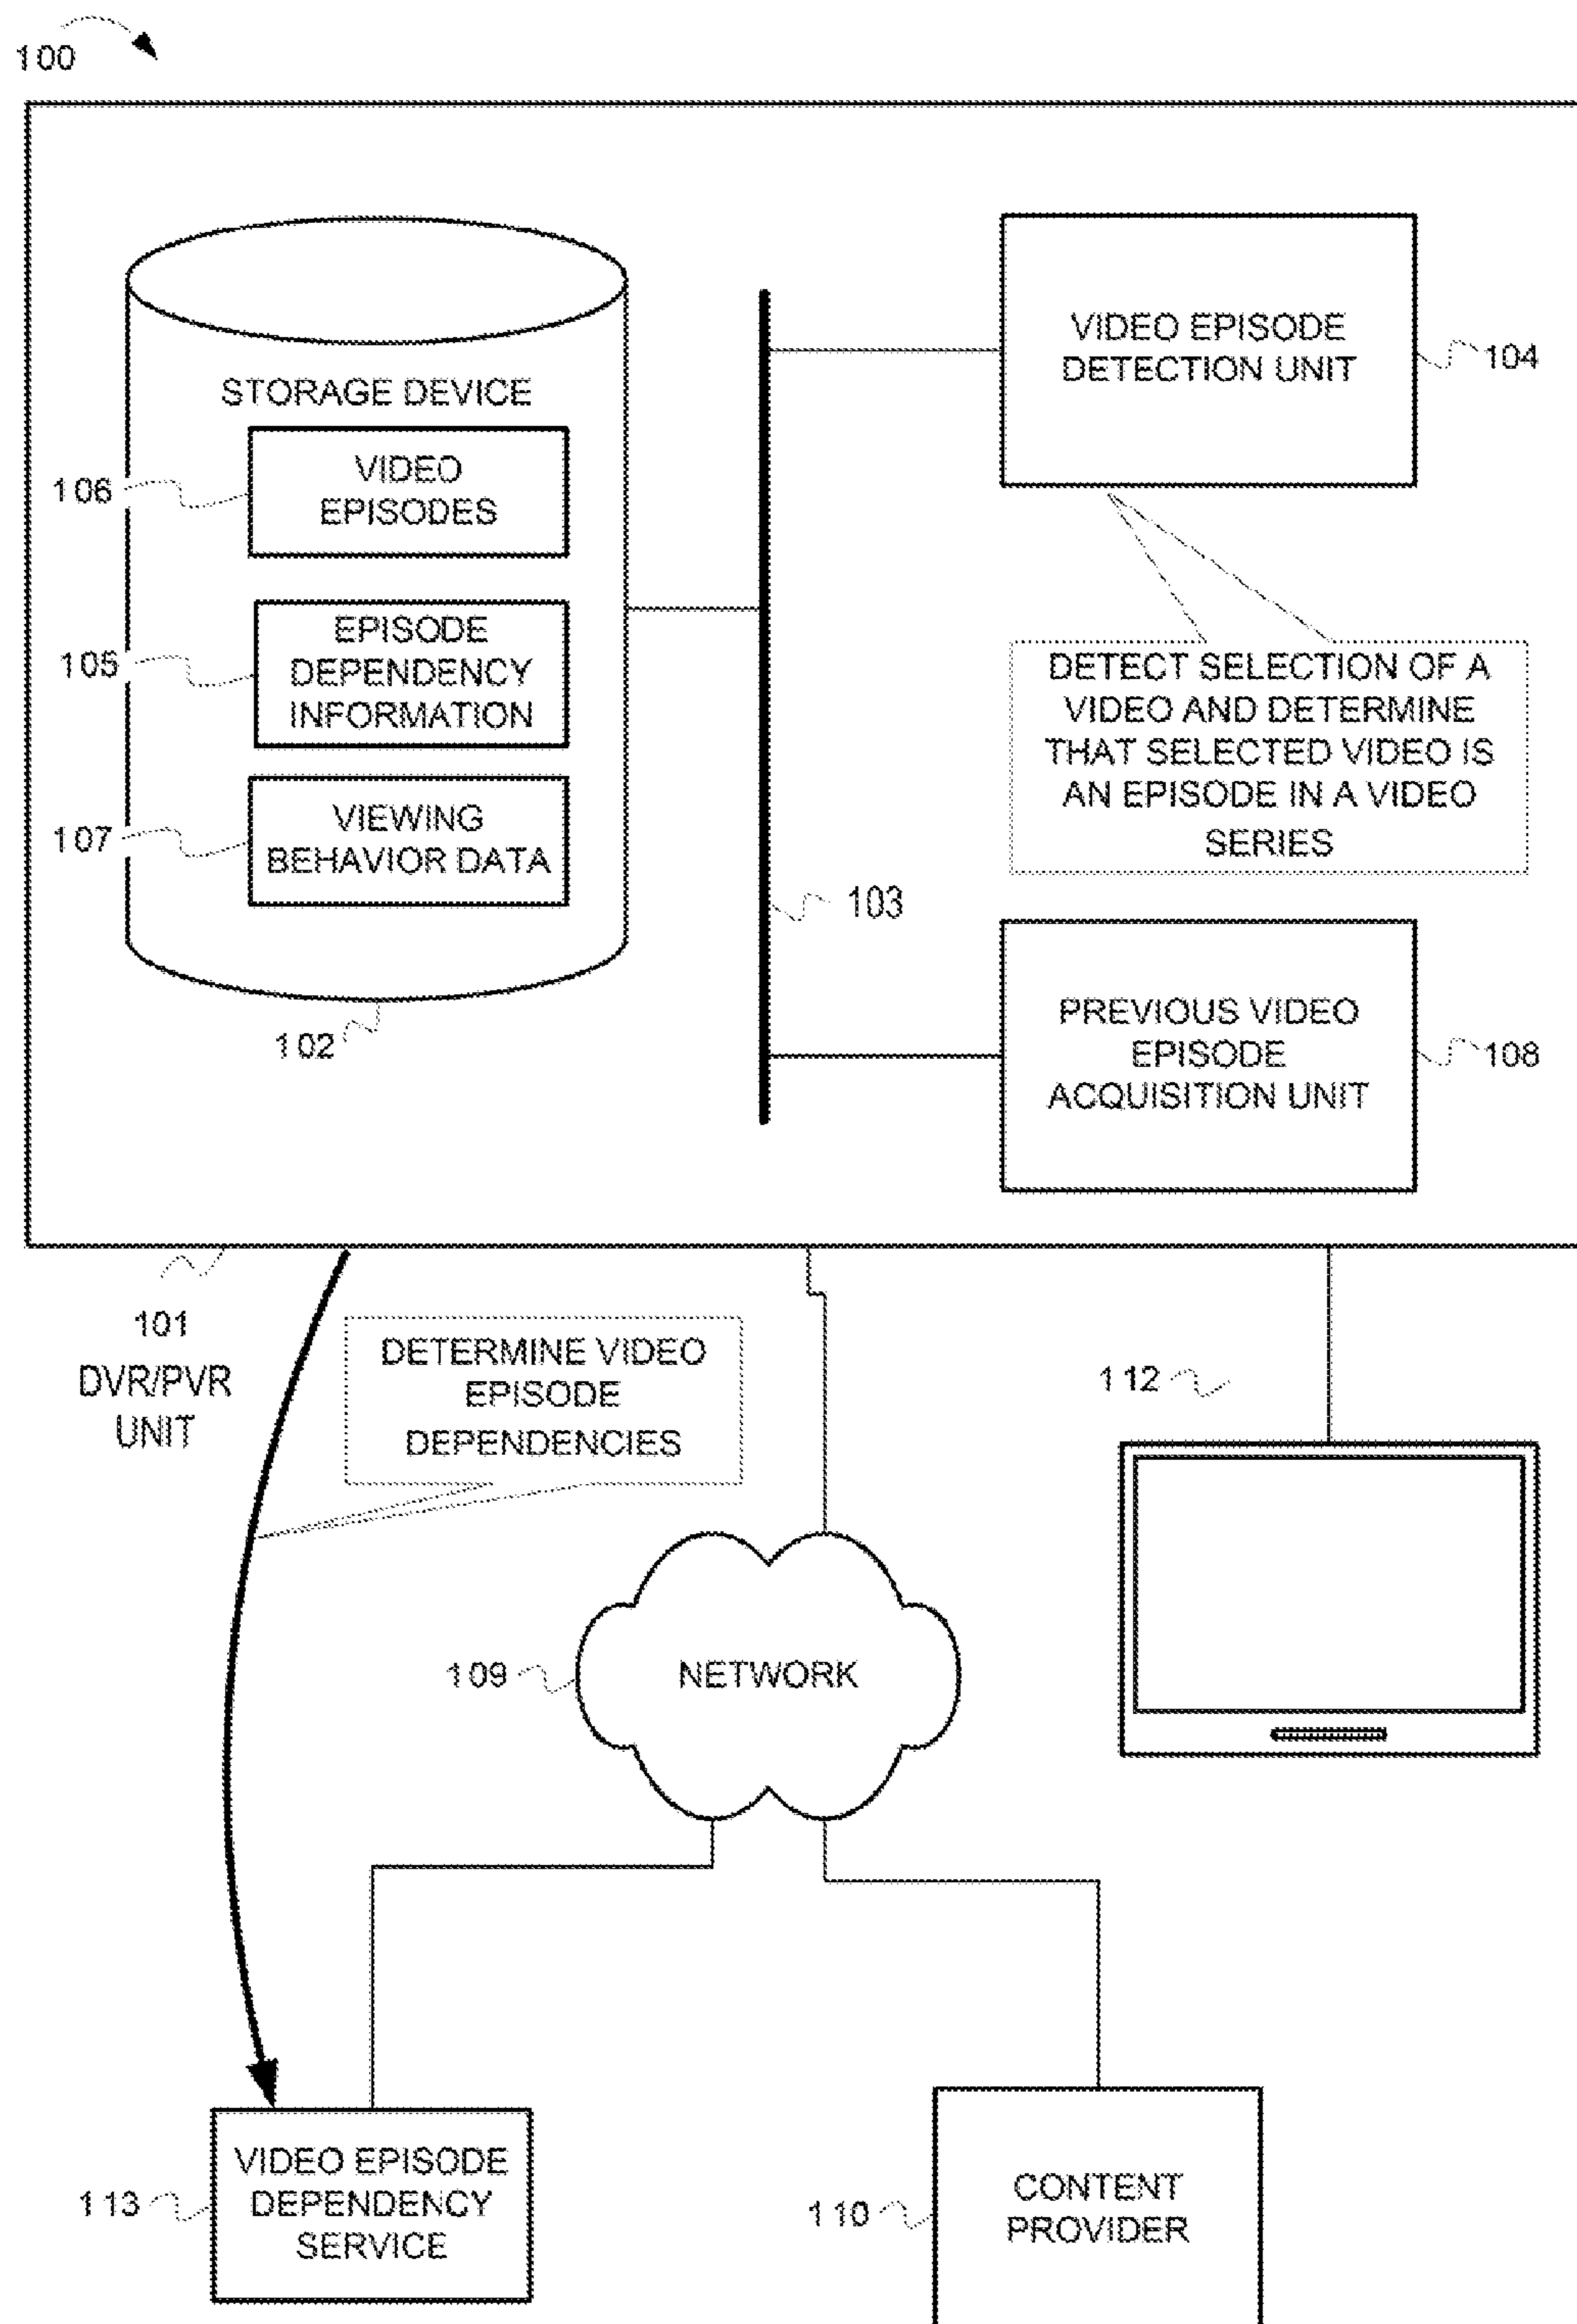 100
STORAGE DEVICE
VIDEO
EPISODES
106
EPISODE
DEPENDENCY
INFORMATION
105
VIEWING
BEHAVIOR DATA
107
102
103
VIDEO EPISODE
DETECTION UNIT
104
DETECT SELECTION OF A
VIDEO AND DETERMINE
THAT SELECTED VIDEO IS
AN EPISODE IN A VIDEO
SERIES
PREVIOUS VIDEO
EPISODE
ACQUISITION UNIT
108
101
DVR/PVR
UNIT
DETERMINE VIDEO
EPISODE
DEPENDENCIES
112
109
NETWORK
113
VIDEO EPISODE
DEPENDENCY
SERVICE
110
CONTENT
PROVIDER